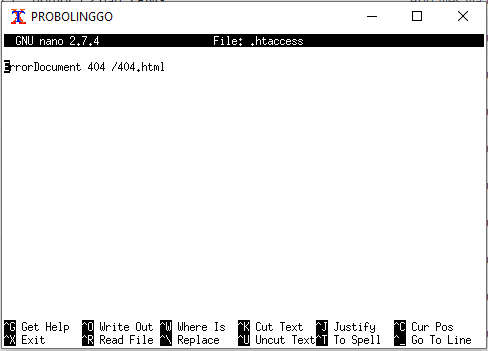 PROBOLINGGO
GNU nano 2.7.4 File: .htaccess
ErrorDocument 404 /404.html
^G Get Help ^O Write Out ^W Where Is ^K Cut Text ^J Justify ^C Cur Pos
^X Exit ^R Read File ^\ Replace ^U Uncut Text ^T To Spell ^_ Go To Line